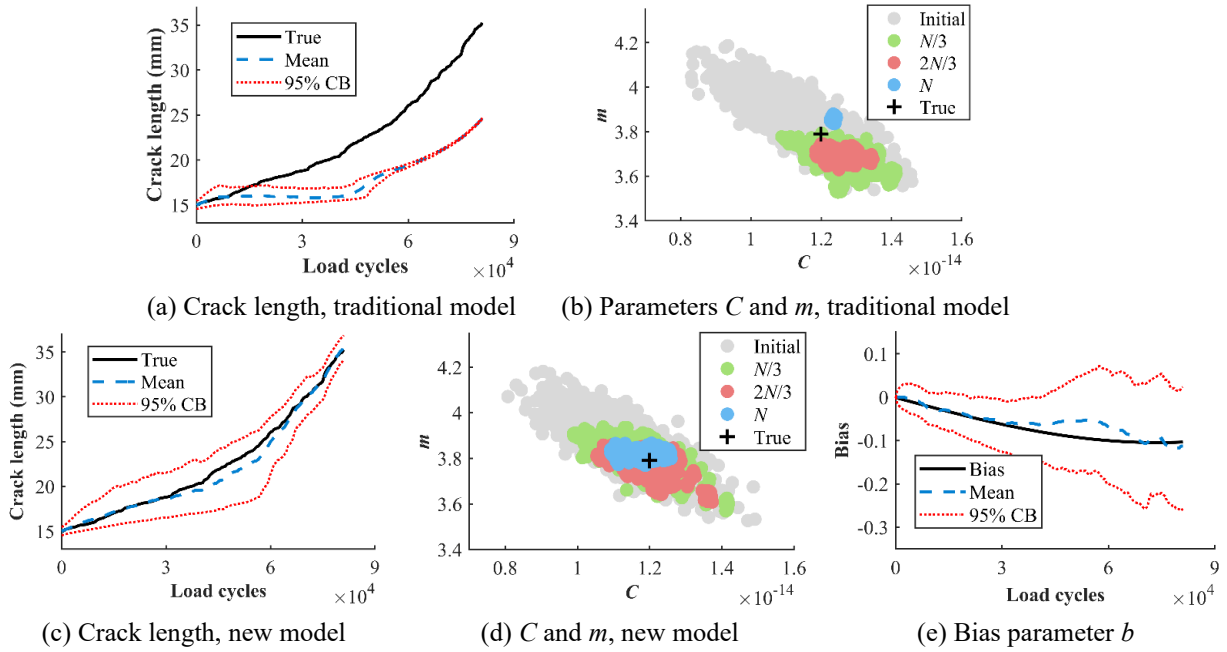 Crack length (mm)
35
30
25
20
15
True
Mean
95% CB
0
3
6
9
Load cycles
×10⁴
m
4.2
4
3.8
3.6
3.4
Initial
N/3
2N/3
N
True
0.8
1
1.2
1.4
1.6
C
×10⁻¹⁴
(a) Crack length, traditional model
(b) Parameters C and m, traditional model
Crack length (mm)
35
30
25
20
15
True
Mean
95% CB
0
3
6
9
Load cycles
×10⁴
m
4.2
4
3.8
3.6
3.4
Initial
N/3
2N/3
N
True
0.8
1
1.2
1.4
1.6
C
×10⁻¹⁴
Bias
0.1
0
-0.1
-0.2
-0.3
Bias
Mean
95% CB
0
3
6
9
Load cycles
×10⁴
(c) Crack length, new model
(d) C and m, new model
(e) Bias parameter b